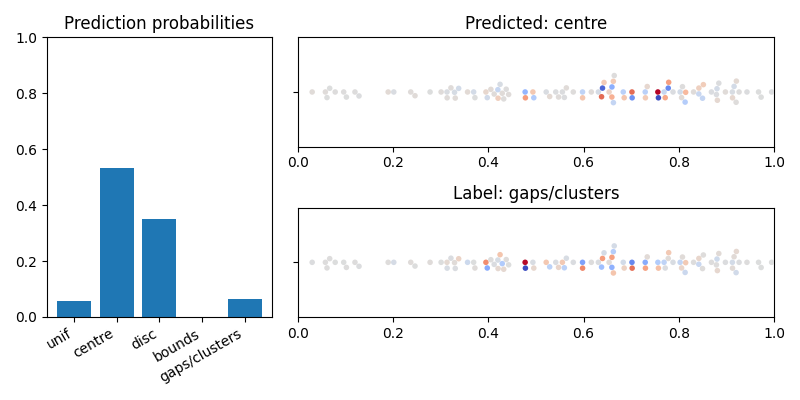 Prediction probabilities
1.0
0.8
0.6
0.4
0.2
0.0
unif
centre
disc
bounds
gaps/clusters
Predicted: centre
0.0 0.2 0.4 0.6 0.8 1.0
Label: gaps/clusters
0.0 0.2 0.4 0.6 0.8 1.0